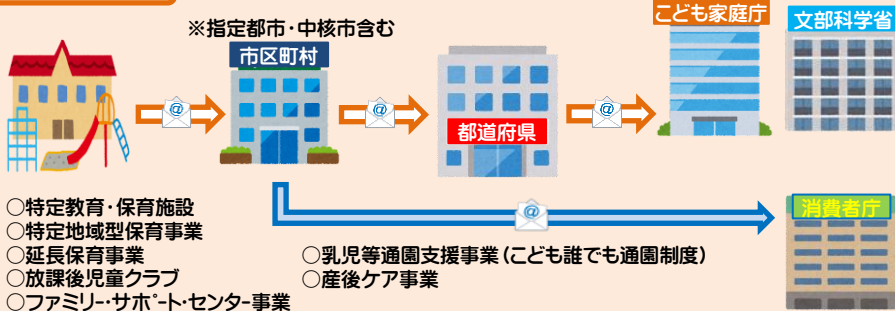 ※指定都市・中核市含む
こども家庭庁
文部科学省
市区町村
@
@
@
都道府県
@
消費者庁
○特定教育・保育施設
○特定地域型保育事業
○延長保育事業
○放課後児童クラブ
○ファミリー・サポート・センター事業
○乳児等通園支援事業(こども誰でも通園制度)
○産後ケア事業